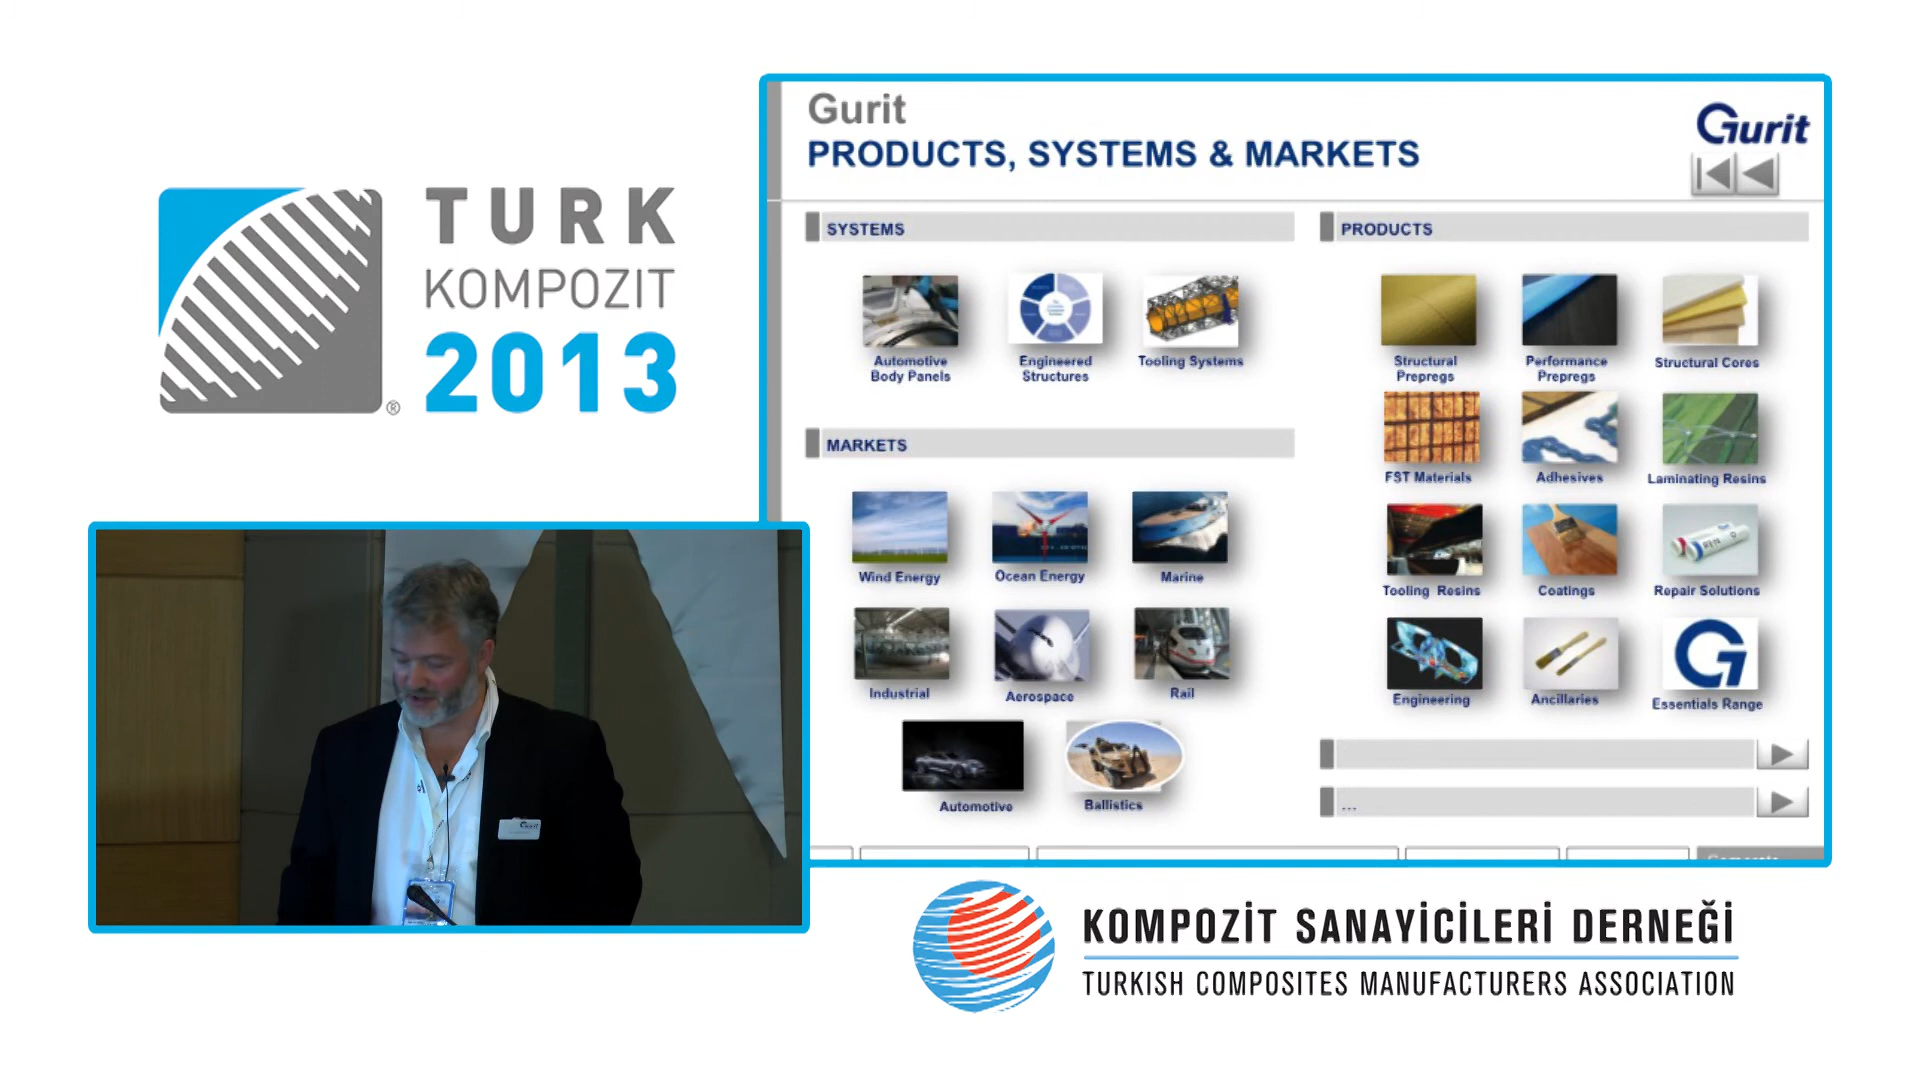 TURK
KOMPOZIT
2013
®
Gurit
PRODUCTS, SYSTEMS & MARKETS
Gurit
SYSTEMS
Automotive
Body Panels
Engineered
Structures
Tooling Systems
MARKETS
Wind Energy
Ocean Energy
Marine
Industrial
Aerospace
Rail
Automotive
Ballistics
PRODUCTS
Structural
Prepregs
Performance
Prepregs
Structural Cores
FST Materials
Adhesives
Laminating Resins
Tooling Resins
Coatings
Repair Solutions
Engineering
Ancillaries
Essentials Range
...
Gurit
KOMPOZİT SANAYİCİLERİ DERNEĞİ
TURKISH COMPOSITES MANUFACTURERS ASSOCIATION